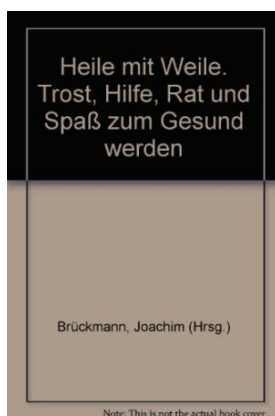 Heile mit Weile.
Trost, Hilfe, Rat und
Spaß zum Gesund
werden
Brückmann, Joachim (Hrsg.)
Note: This is not the actual book cover